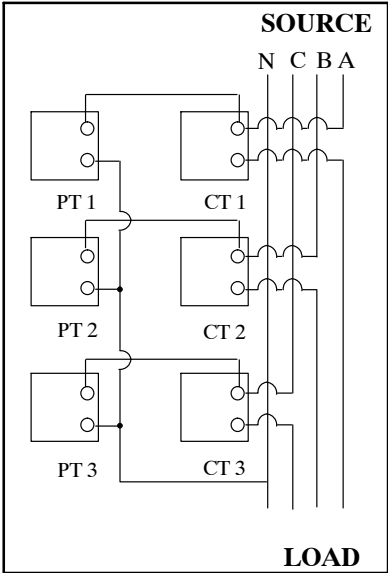 SOURCE
N C B A
PT 1 CT 1
PT 2 CT 2
PT 3 CT 3
LOAD